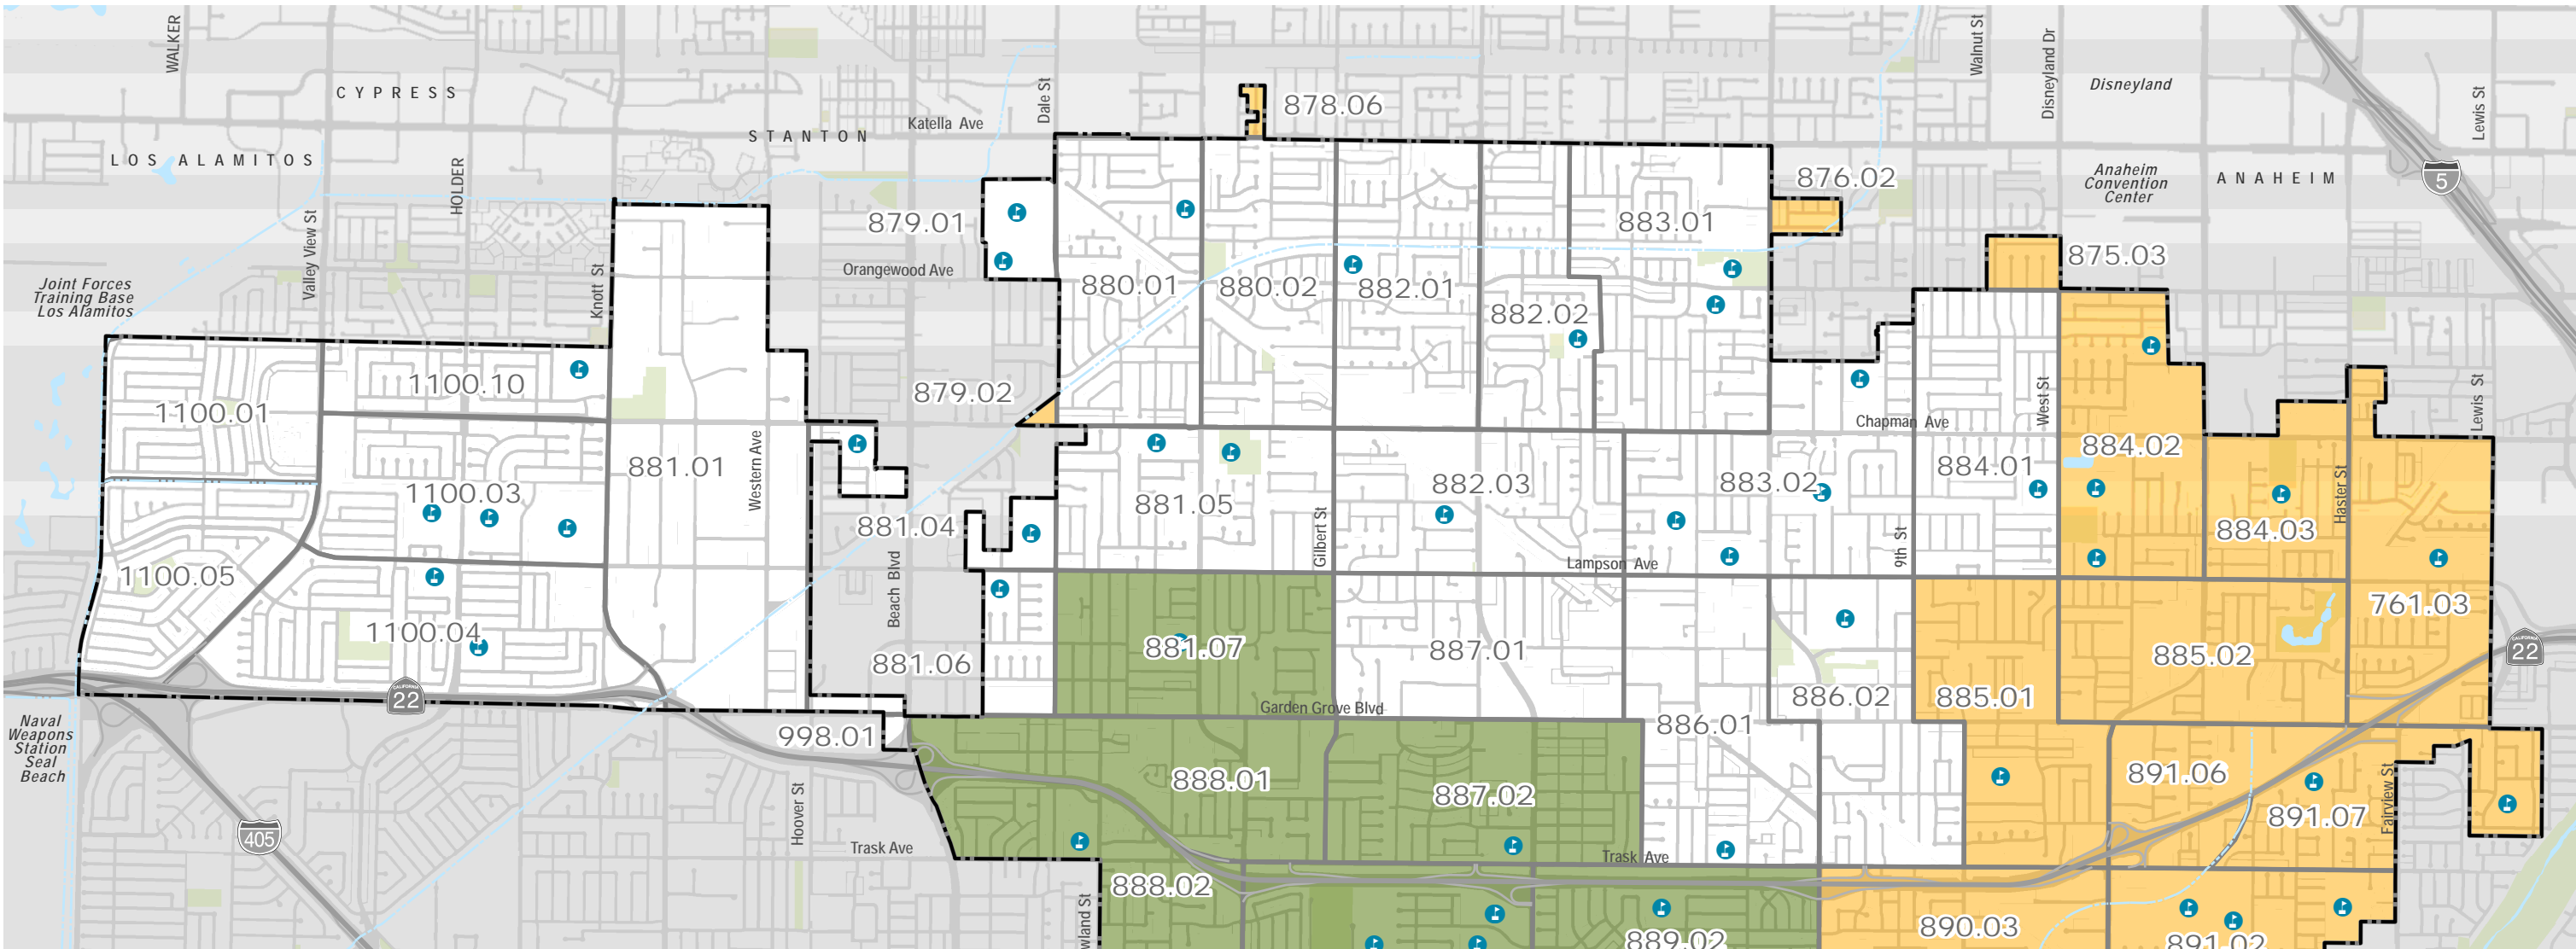 WALKER
CYPRESS
LOS ALAMITOS
STANTON
Katella Ave
Dale St
878.06
Walnut St
Disneyland Dr
Disneyland
Lewis St
Anaheim
Convention
Center
ANAHEIM
5
HOLDER
Valley View St
Knott St
879.01
Orangewood Ave
876.02
883.01
875.03
Joint Forces
Training Base
Los Alamitos
880.01
880.02
882.01
882.02
1100.10
1100.01
879.02
Chapman Ave
West St
Lewis St
884.02
1100.03
881.01
Western Ave
881.04
881.05
Gilbert St
882.03
883.02
884.01
884.03
Haster St
9th St
Lampson Ave
1100.05
1100.04
Beach Blvd
881.06
881.07
887.01
886.02
885.01
885.02
761.03
22
22
Garden Grove Blvd
886.01
Naval
Weapons
Station
Seal
Beach
998.01
Hoover St
888.01
887.02
891.06
891.07
Fairview St
405
Trask Ave
Trask Ave
888.02
wland St
889.02
890.03
891.02